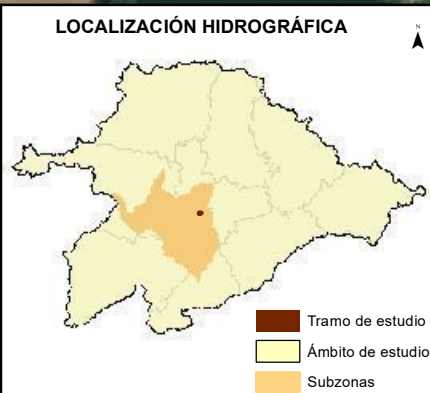 LOCALIZACIÓN HIDROGRÁFICA
N
Tramo de estudio
Ámbito de estudio
Subzonas